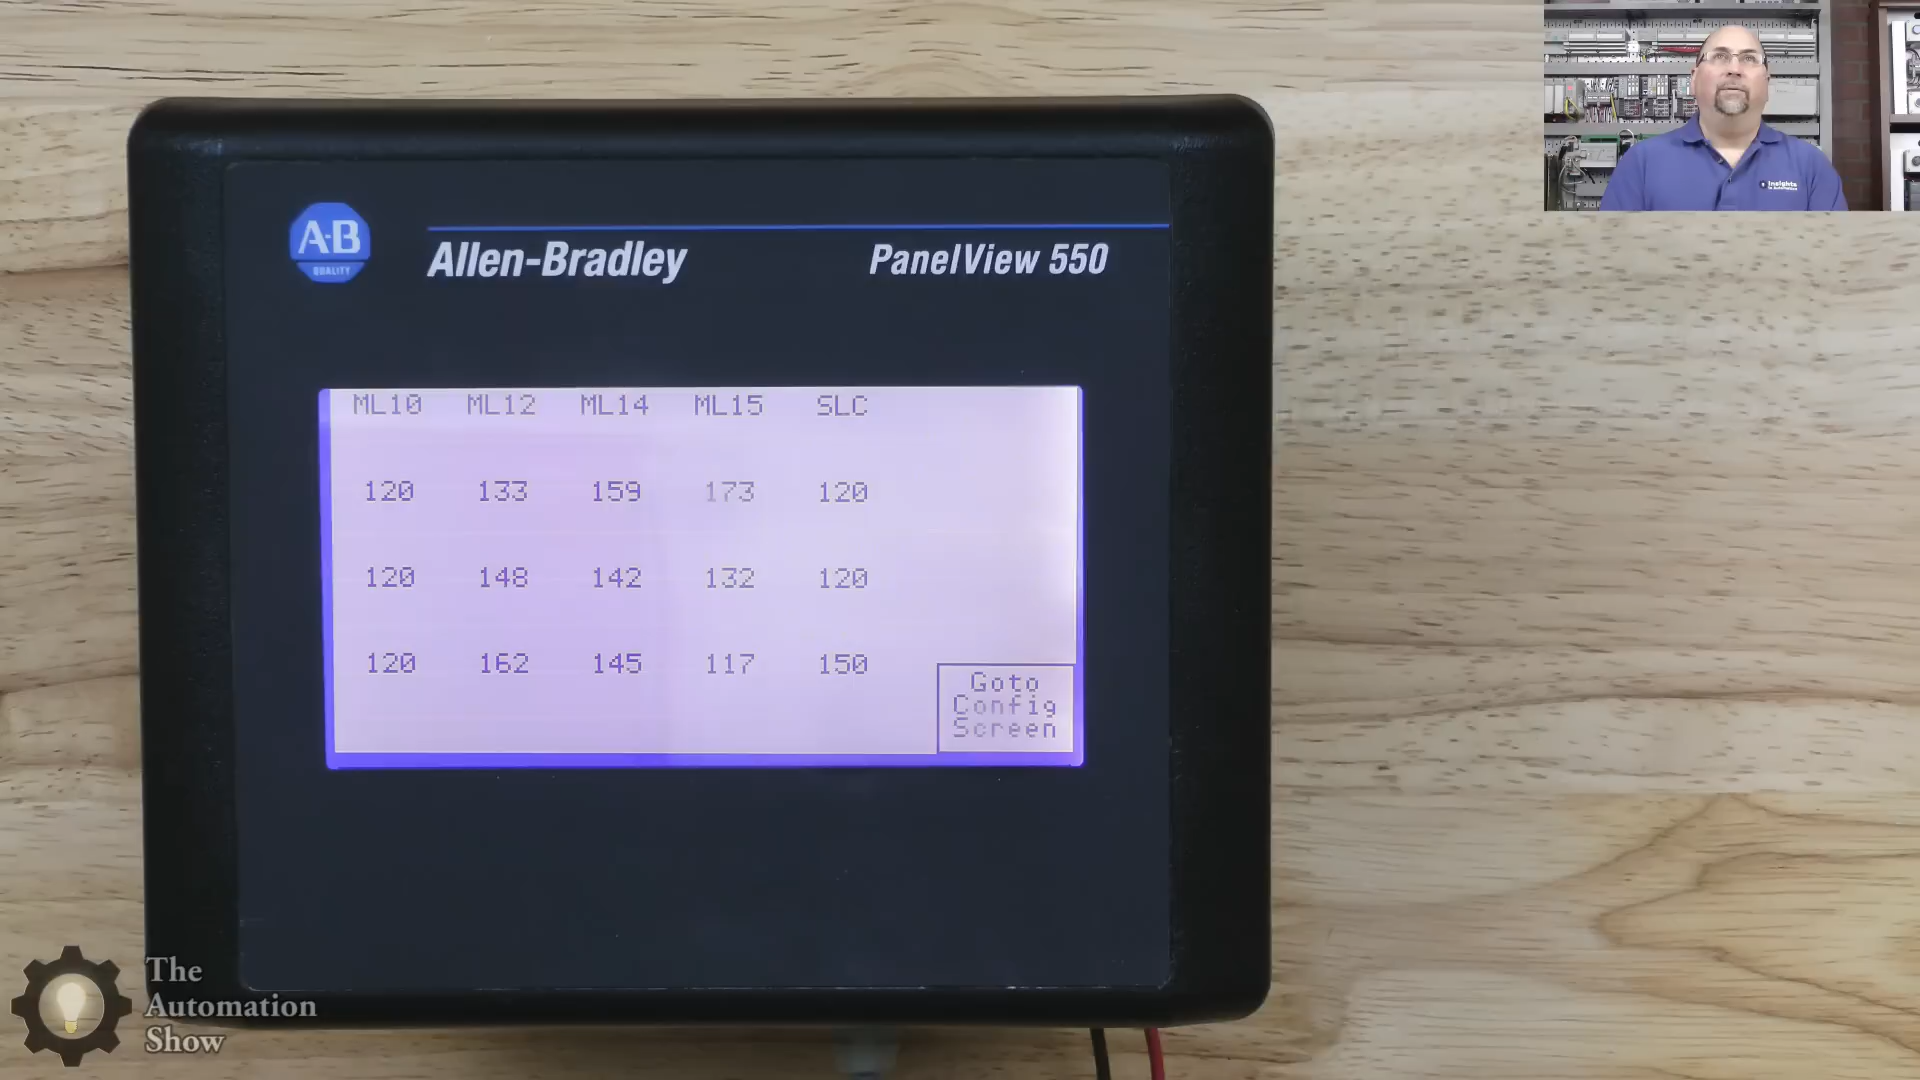 A-B
QUALITY
Allen-Bradley
PanelView 550
ML10 ML12 ML14 ML15 SLC
120 133 159 173 120
120 148 142 132 120
120 162 145 117 150
Goto
Config
Screen
Insights
The
Automation
Show